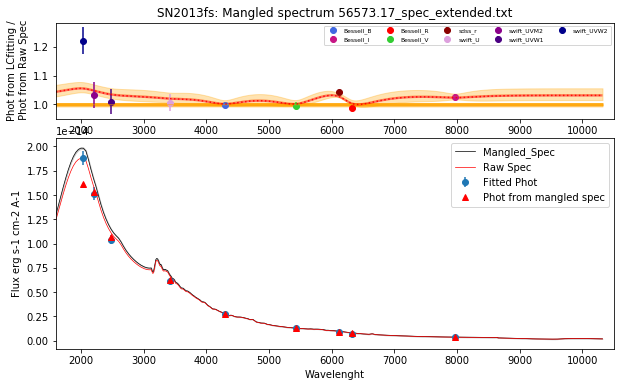 SN2013fs: Mangled spectrum 56573.17_spec_extended.txt
Phot from LCfitting /
Phot from Raw Spec
1.2
1.1
1.0
Bessell_B
Bessell_I
Bessell_R
Bessell_V
sdss_r
swift_U
swift_UVM2
swift_UVW1
swift_UVW2
2000 3000 4000 5000 6000 7000 8000 9000 10000
1e−14
Flux erg s-1 cm-2 A-1
2.00
1.75
1.50
1.25
1.00
0.75
0.50
0.25
0.00
Mangled_Spec
Raw Spec
Fitted Phot
Phot from mangled spec
2000 3000 4000 5000 6000 7000 8000 9000 10000
Wavelenght